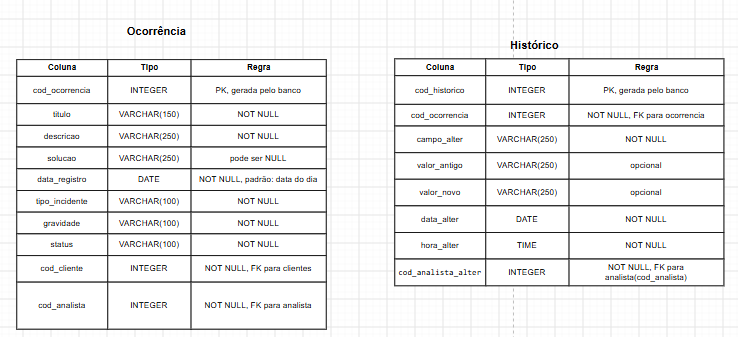 Ocorrência
Coluna Tipo Regra
cod_ocorrencia INTEGER PK, gerada pelo banco
titulo VARCHAR(150) NOT NULL
descricao VARCHAR(250) NOT NULL
solucao VARCHAR(250) pode ser NULL
data_registro DATE NOT NULL, padrão: data do dia
tipo_incidente VARCHAR(100) NOT NULL
gravidade VARCHAR(100) NOT NULL
status VARCHAR(100) NOT NULL
cod_cliente INTEGER NOT NULL, FK para clientes
cod_analista INTEGER NOT NULL, FK para analista
Histórico
Coluna Tipo Regra
cod_historico INTEGER PK, gerada pelo banco
cod_ocorrencia INTEGER NOT NULL, FK para ocorrencia
campo_alter VARCHAR(250) NOT NULL
valor_antigo VARCHAR(250) opcional
valor_novo VARCHAR(250) opcional
data_alter DATE NOT NULL
hora_alter TIME NOT NULL
cod_analista_alter INTEGER NOT NULL, FK para
analista(cod_analista)